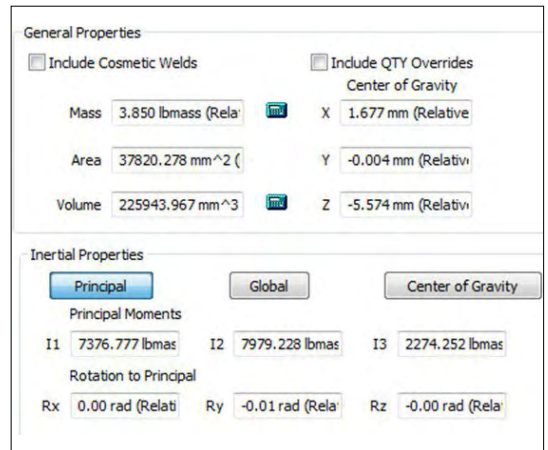 General Properties
Include Cosmetic Welds Include QTY Overrides
Center of Gravity
Mass 3.850 lbmass (Rela X 1.677 mm (Relative
Area 37820.278 mm^2 ( Y -0.004 mm (Relativ
Volume 225943.967 mm^3 Z -5.574 mm (Relativ
Inertial Properties
Principal Global Center of Gravity
Principal Moments
I1 7376.777 lbmas I2 7979.228 lbmas I3 2274.252 lbmas
Rotation to Principal
Rx 0.00 rad (Relati Ry -0.01 rad (Rela Rz -0.00 rad (Rela